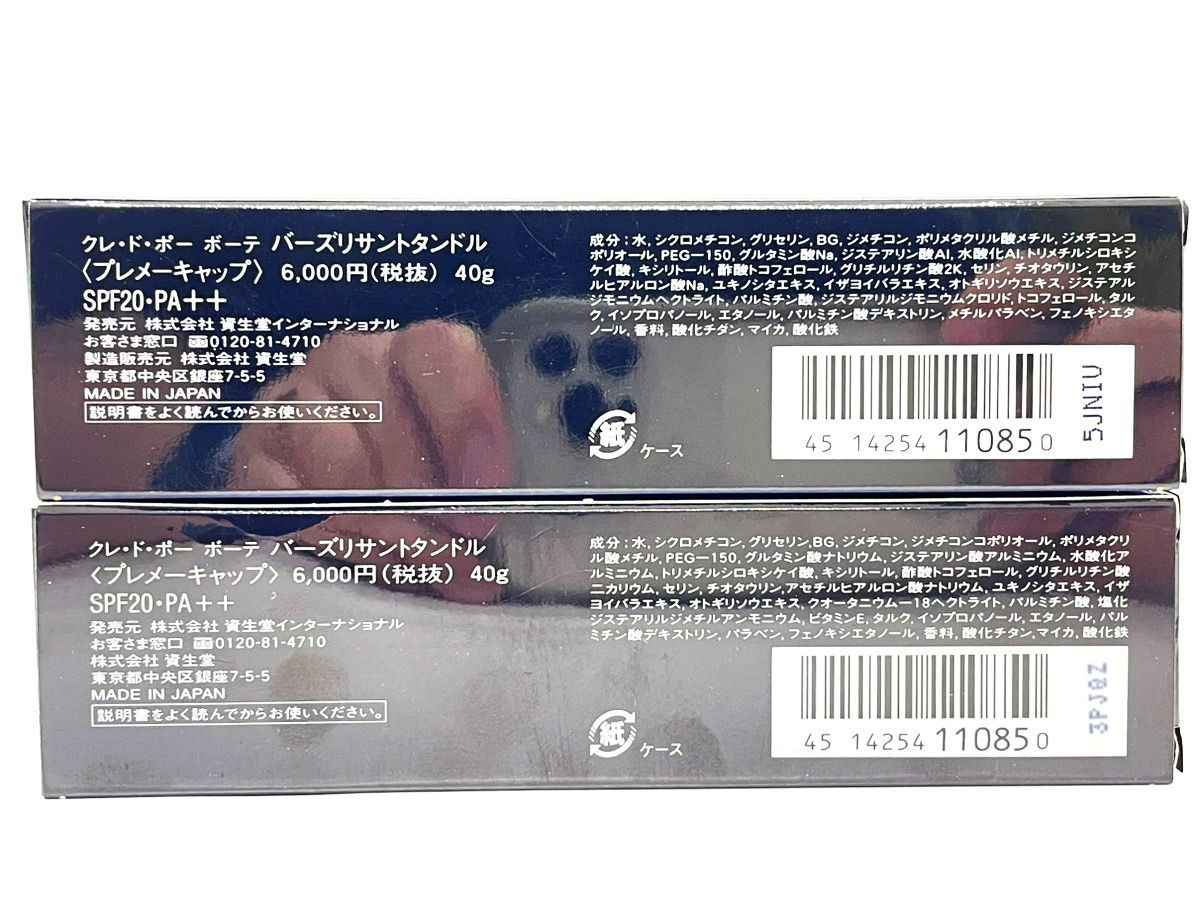 クレ・ド・ポー ボーテ バーズリサントタンドル
〈プレメーキャップ〉 6,000円(税抜) 40g
SPF20・PA++
発売元 株式会社 資生堂インターナショナル
お客さま窓口 0120-81-4710
製造販売元 株式会社 資生堂
東京都中央区銀座7-5-5
MADE IN JAPAN
説明書をよく読んでからお使いください。
成分：水, シクロメチコン, グリセリン, BG, ジメチコン, ポリメタクリル酸メチル, ジメチコンコ
ポリオール, PEG-150, グルタミン酸Na, ジステアリン酸Al, 水酸化Al, トリメチルシロキシ
ケイ酸, キシリトール, 酢酸トコフェロール, グリチルリチン酸2K, セリン, チオタウリン, アセチ
ルヒアルロン酸Na, ユキノシタエキス, イザヨイバラエキス, オトギリソウエキス, ジステアル
ジモニウムヘクトライト, パルミチン酸, ジステアリルジモニウムクロリド, トコフェロール, タル
ク, イソプロパノール, エタノール, パルミチン酸デキストリン, メチルパラベン, フェノキシエタ
ノール, 香料, 酸化チタン, マイカ, 酸化鉄
紙 ケース
45 14254 11085 0
5JNIU
クレ・ド・ポー ボーテ バーズリサントタンドル
〈プレメーキャップ〉 6,000円(税抜) 40g
SPF20・PA++
発売元 株式会社 資生堂インターナショナル
お客さま窓口 0120-81-4710
株式会社 資生堂
東京都中央区銀座7-5-5
MADE IN JAPAN
説明書をよく読んでからお使いください。
成分：水, シクロメチコン, グリセリン, BG, ジメチコン, ジメチコンコポリオール, ポリメタクリ
ル酸メチル, PEG-150, グルタミン酸ナトリウム, ジステアリン酸アルミニウム, 水酸化ア
ルミニウム, トリメチルシロキシケイ酸, キシリトール, 酢酸トコフェロール, グリチルリチン酸
ニカリウム, セリン, チオタウリン, アセチルヒアルロン酸ナトリウム, ユキノシタエキス, イザ
ヨイバラエキス, オトギリソウエキス, クオータニウム-18ヘクトライト, パルミチン酸, 塩化
ジステアリルジメチルアンモニウム, ビタミンE, タルク, イソプロパノール, エタノール, パル
ミチン酸デキストリン, パラベン, フェノキシエタノール, 香料, 酸化チタン, マイカ, 酸化鉄
紙 ケース
45 14254 11085 0
3PJQZ